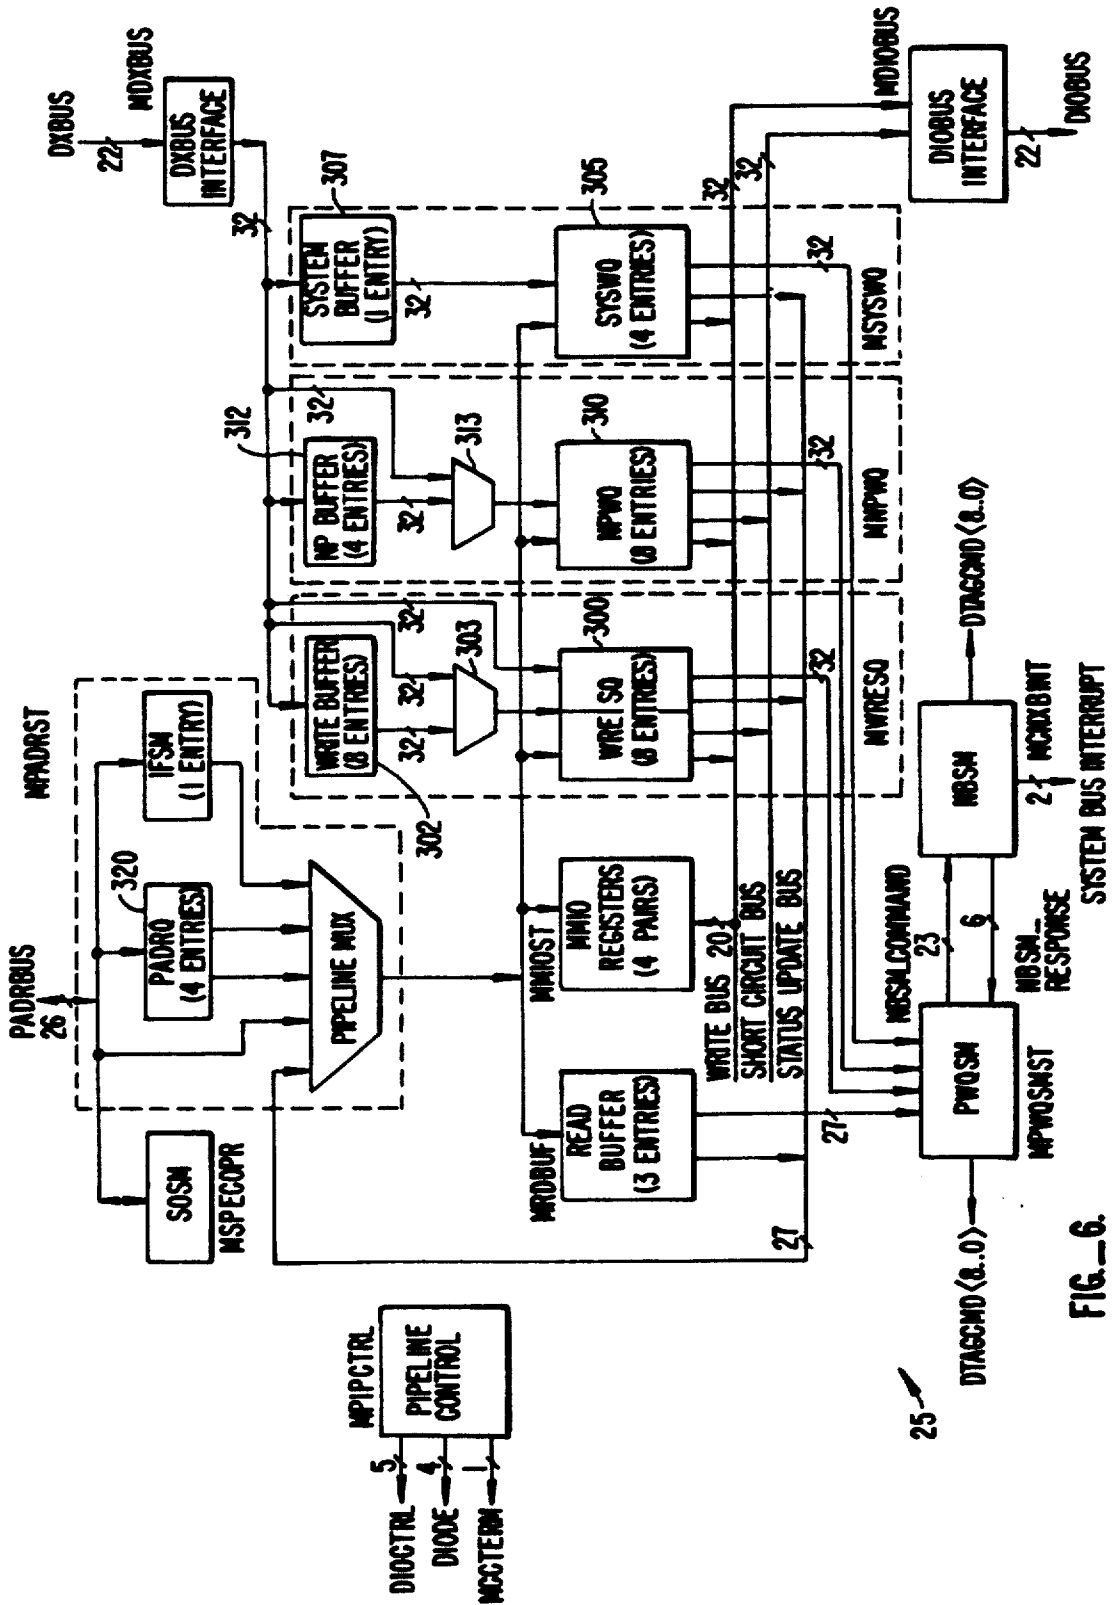 DXBUS
22
MDXBUS
DXBUS
INTERFACE
32
PADRBUS
26
MPADRST
SOSM
MSPECOPR
320
PADRQ
(4 ENTRIES)
IFSM
(1 ENTRY)
PIPELINE MUX
302
WRITE BUFFER
(8 ENTRIES)
32
32
32
303
312
NP BUFFER
(4 ENTRIES)
32
32
313
307
SYSTEM
BUFFER
(1 ENTRY)
32
MPIPCTRL
PIPELINE
CONTROL
5
4
1
DIOCTRL
DIODE
MCCTERM
MRDBUF
READ
BUFFER
(3 ENTRIES)
MMIOST
MMIO
REGISTERS
(4 PAIRS)
300
WRET SQ
(8 ENTRIES)
310
NPWQ
(8 ENTRIES)
305
SYSWQ
(4 ENTRIES)
WRITE BUS 20
SHORT CIRCUIT BUS
STATUS UPDATE BUS
32
32
27
27
32
32
32
MWRESQ
MNPWQ
MSYSWQ
MDIOBUS
DIOBUS
INTERFACE
22
DIOBUS
PWQSM
MPWQSMST
NBSMCOMMAND
23
6
NBSM_
RESPONSE
NBSM
2
MCNXBINT
SYSTEM BUS INTERRUPT
DTAGCMD<8..0>
DTAGCMD<8..0>
25
FIG._6.